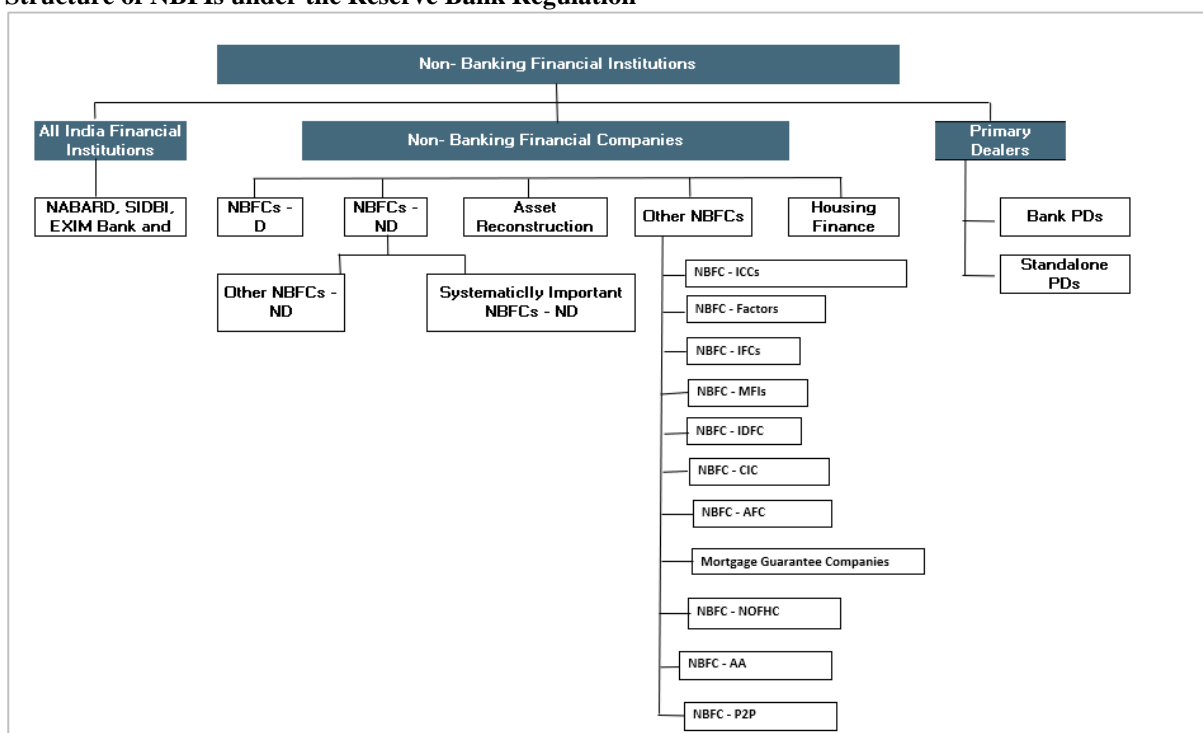 Structure of NBFIs under the Reserve Bank Regulation
Non- Banking Financial Institutions
All India Financial
Institutions
Non- Banking Financial Companies
Primary
Dealers
NABARD, SIDBI,
EXIM Bank and
NBFCs -
D
NBFCs -
ND
Asset
Reconstruction
Other NBFCs
Housing
Finance
Bank PDs
Standalone
PDs
Other NBFCs -
ND
Systematiclly Important
NBFCs - ND
NBFC - ICCs
NBFC - Factors
NBFC - IFCs
NBFC - MFIs
NBFC - IDFC
NBFC - CIC
NBFC - AFC
Mortgage Guarantee Companies
NBFC - NOFHC
NBFC - AA
NBFC - P2P